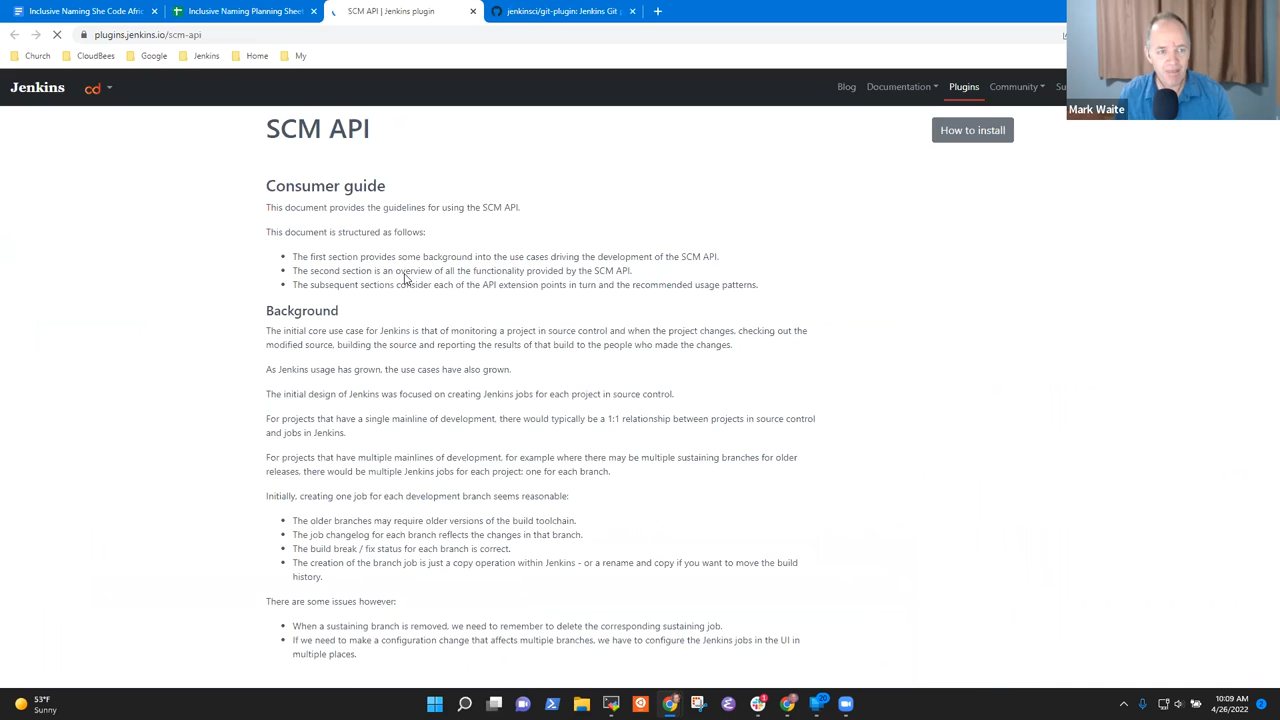 Inclusive Naming She Code Afric
Inclusive Naming Planning Sheet
SCM API | Jenkins plugin
jenkinsci/git-plugin: Jenkins Git p
plugins.jenkins.io/scm-api
Church
CloudBees
Google
Jenkins
Home
My
Jenkins
cd
Blog
Documentation
Plugins
Community
Su
Mark Waite
SCM API
How to install
Consumer guide
This document provides the guidelines for using the SCM API.
This document is structured as follows:
The first section provides some background into the use cases driving the development of the SCM API.
The second section is an overview of all the functionality provided by the SCM API.
The subsequent sections consider each of the API extension points in turn and the recommended usage patterns.
Background
The initial core use case for Jenkins is that of monitoring a project in source control and when the project changes, checking out the
modified source, building the source and reporting the results of that build to the people who made the changes.
As Jenkins usage has grown, the use cases have also grown.
The initial design of Jenkins was focused on creating Jenkins jobs for each project in source control.
For projects that have a single mainline of development, there would typically be a 1:1 relationship between projects in source control
and jobs in Jenkins.
For projects that have multiple mainlines of development, for example where there may be multiple sustaining branches for older
releases, there would be multiple Jenkins jobs for each project: one for each branch.
Initially, creating one job for each development branch seems reasonable:
The older branches may require older versions of the build toolchain.
The job changelog for each branch reflects the changes in that branch.
The build break / fix status for each branch is correct.
The creation of the branch job is just a copy operation within Jenkins - or a rename and copy if you want to move the build
history.
There are some issues however:
When a sustaining branch is removed, we need to remember to delete the corresponding sustaining job.
If we need to make a configuration change that affects multiple branches, we have to configure the Jenkins jobs in the UI in
multiple places.
53°F
Sunny
20
10:09 AM
4/26/2022